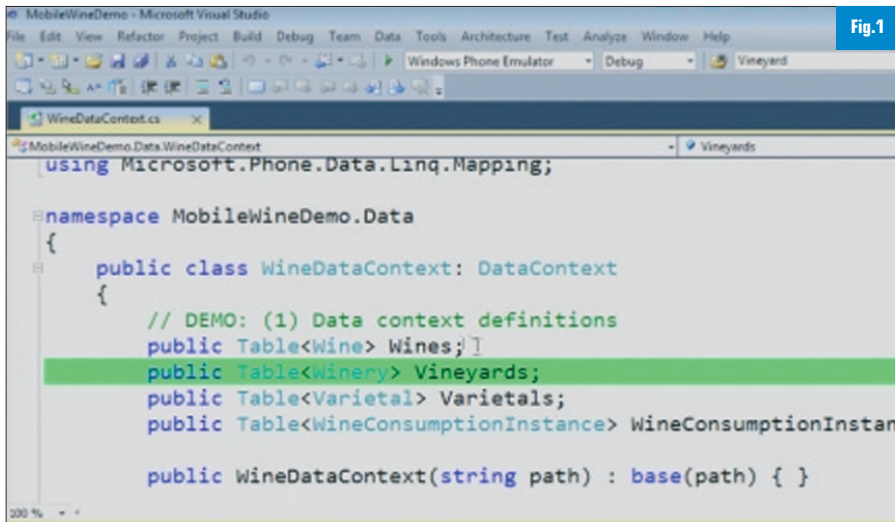 MobileWineDemo - Microsoft Visual Studio
Fig.1
File Edit View Refactor Project Build Debug Team Data Tools Architecture Test Analyze Window Help
Windows Phone Emulator Debug Vineyard
WineDataContext.cs
MobileWineDemo.Data.WineDataContext Vineyards
using Microsoft.Phone.Data.Linq.Mapping;
namespace MobileWineDemo.Data
{
public class WineDataContext: DataContext
{
// DEMO: (1) Data context definitions
public Table<Wine> Wines;
public Table<Winery> Vineyards;
public Table<Varietal> Varietals;
public Table<WineConsumptionInstance> WineConsumptionInstan
public WineDataContext(string path) : base(path) { }
200 %